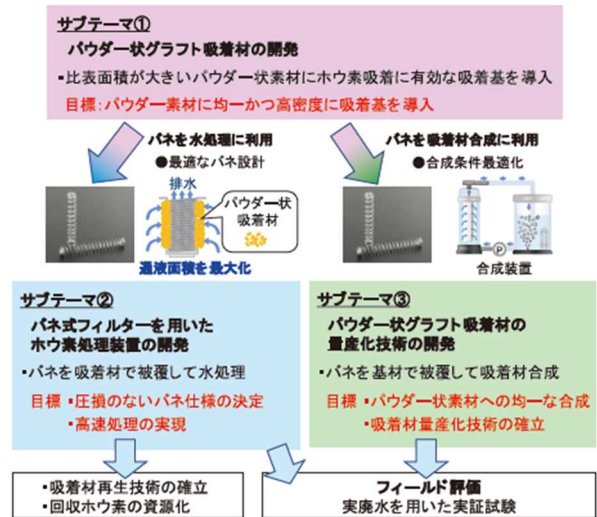 サブテーマ①
パウダー状グラフト吸着材の開発
・比表面積が大きいパウダー状素材にホウ素吸着に有効な吸着基を導入
目標：パウダー素材に均一かつ高密度に吸着基を導入
バネを水処理に利用
●最適なバネ設計
排水
パウダー状
吸着材
通液面積を最大化
バネを吸着材合成に利用
●合成条件最適化
P
合成装置
サブテーマ②
バネ式フィルターを用いた
ホウ素処理装置の開発
・バネを吸着材で被覆して水処理
目標 ・圧損のないバネ仕様の決定
・高速処理の実現
サブテーマ③
パウダー状グラフト吸着材の
量産化技術の開発
・バネを基材で被覆して吸着材合成
目標 ・パウダー状素材への均一な合成
・吸着材量産化技術の確立
・吸着材再生技術の確立
・回収ホウ素の資源化
フィールド評価
実廃水を用いた実証試験